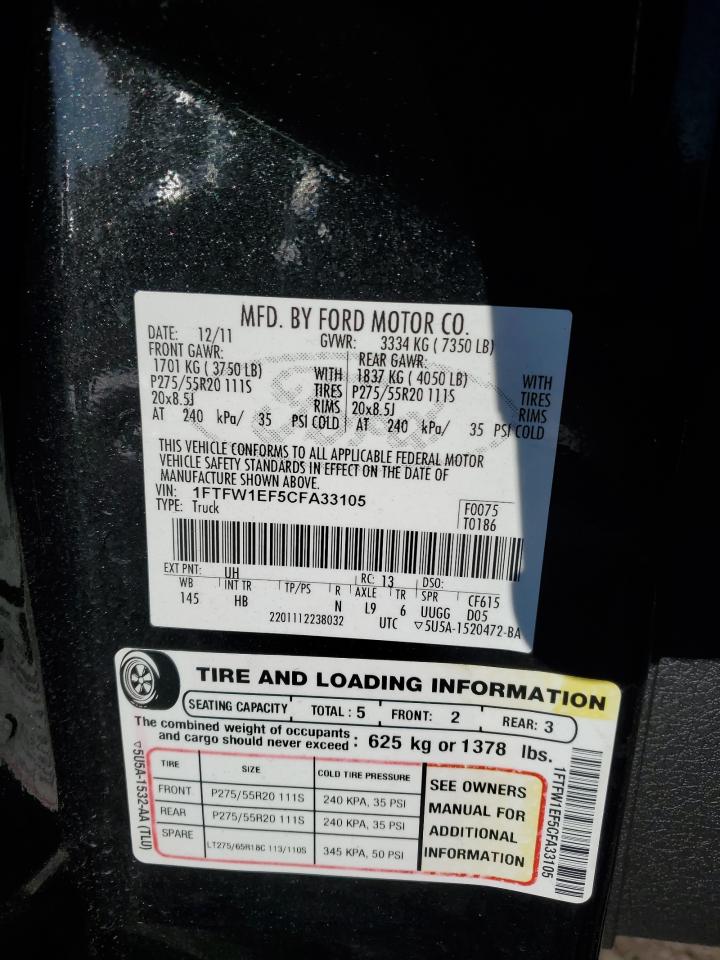 MFD. BY FORD MOTOR CO.
DATE: 12/11 GVWR: 3334 KG ( 7350 LB)
FRONT GAWR: REAR GAWR:
1701 KG ( 3750 LB) WITH 1837 KG ( 4050 LB) WITH
P275/55R20 111S TIRES P275/55R20 111S TIRES
20x8.5J RIMS 20x8.5J RIMS
AT 240 kPa/ 35 PSI COLD AT 240 kPa/ 35 PSI COLD
THIS VEHICLE CONFORMS TO ALL APPLICABLE FEDERAL MOTOR
VEHICLE SAFETY STANDARDS IN EFFECT ON THE DATE OF
MANUFACTURE SHOWN ABOVE.
VIN: 1FTFW1EF5CFA33105
TYPE: Truck
F0075
T0186
EXT PNT: UH RC: 13 DSO:
WB INT TR TP/PS R AXLE TR SPR CF615
145 HB N L9 6 UUGG D05
2201112238032 UTC ▽5U5A-1520472-BA
TIRE AND LOADING INFORMATION
SEATING CAPACITY TOTAL : 5 FRONT: 2 REAR: 3
The combined weight of occupants
and cargo should never exceed : 625 kg or 1378 lbs.
TIRE SIZE COLD TIRE PRESSURE
FRONT P275/55R20 111S 240 KPA, 35 PSI
REAR P275/55R20 111S 240 KPA, 35 PSI
SPARE LT275/65R18C 113/110S 345 KPA, 50 PSI
SEE OWNERS
MANUAL FOR
ADDITIONAL
INFORMATION
▽5U5A-1532-AA (TLU)
1FTFW1EF5CFA33105